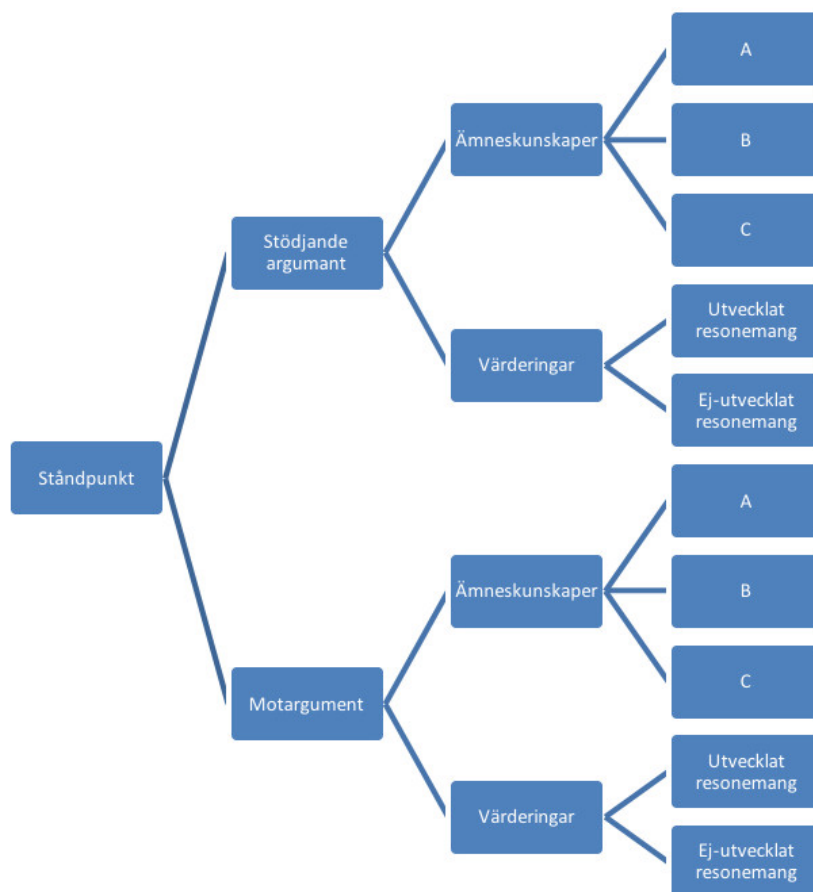 A
Ämneskunskaper
B
C
Stödjande
argumant
Utvecklat
resonemang
Värderingar
Ej-utvecklat
resonemang
Ståndpunkt
A
Ämneskunskaper
B
C
Motargument
Utvecklat
resonemang
Värderingar
Ej-utvecklat
resonemang